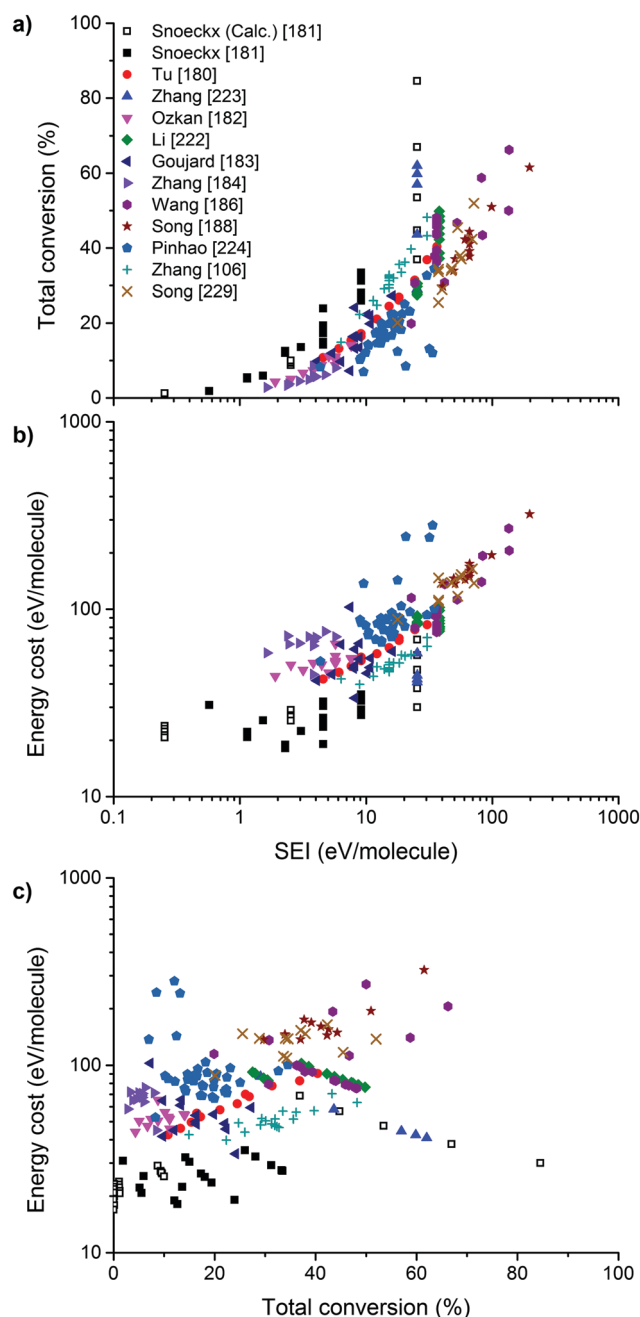 a)
100
80
60
40
20
0
Total conversion (%)
Snoeckx (Calc.) [181]
Snoeckx [181]
Tu [180]
Zhang [223]
Ozkan [182]
Li [222]
Goujard [183]
Zhang [184]
Wang [186]
Song [188]
Pinhao [224]
Zhang [106]
Song [229]
b)
1000
100
10
Energy cost (eV/molecule)
0.1 1 10 100 1000
SEI (eV/molecule)
c)
1000
100
10
Energy cost (eV/molecule)
0 20 40 60 80 100
Total conversion (%)